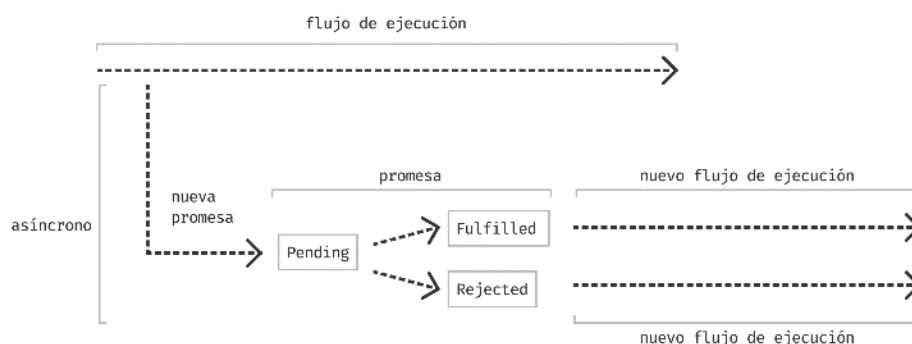 flujo de ejecución
promesa
nuevo flujo de ejecución
nueva
promesa
asíncrono
Fulfilled
Pending
Rejected
nuevo flujo de ejecución